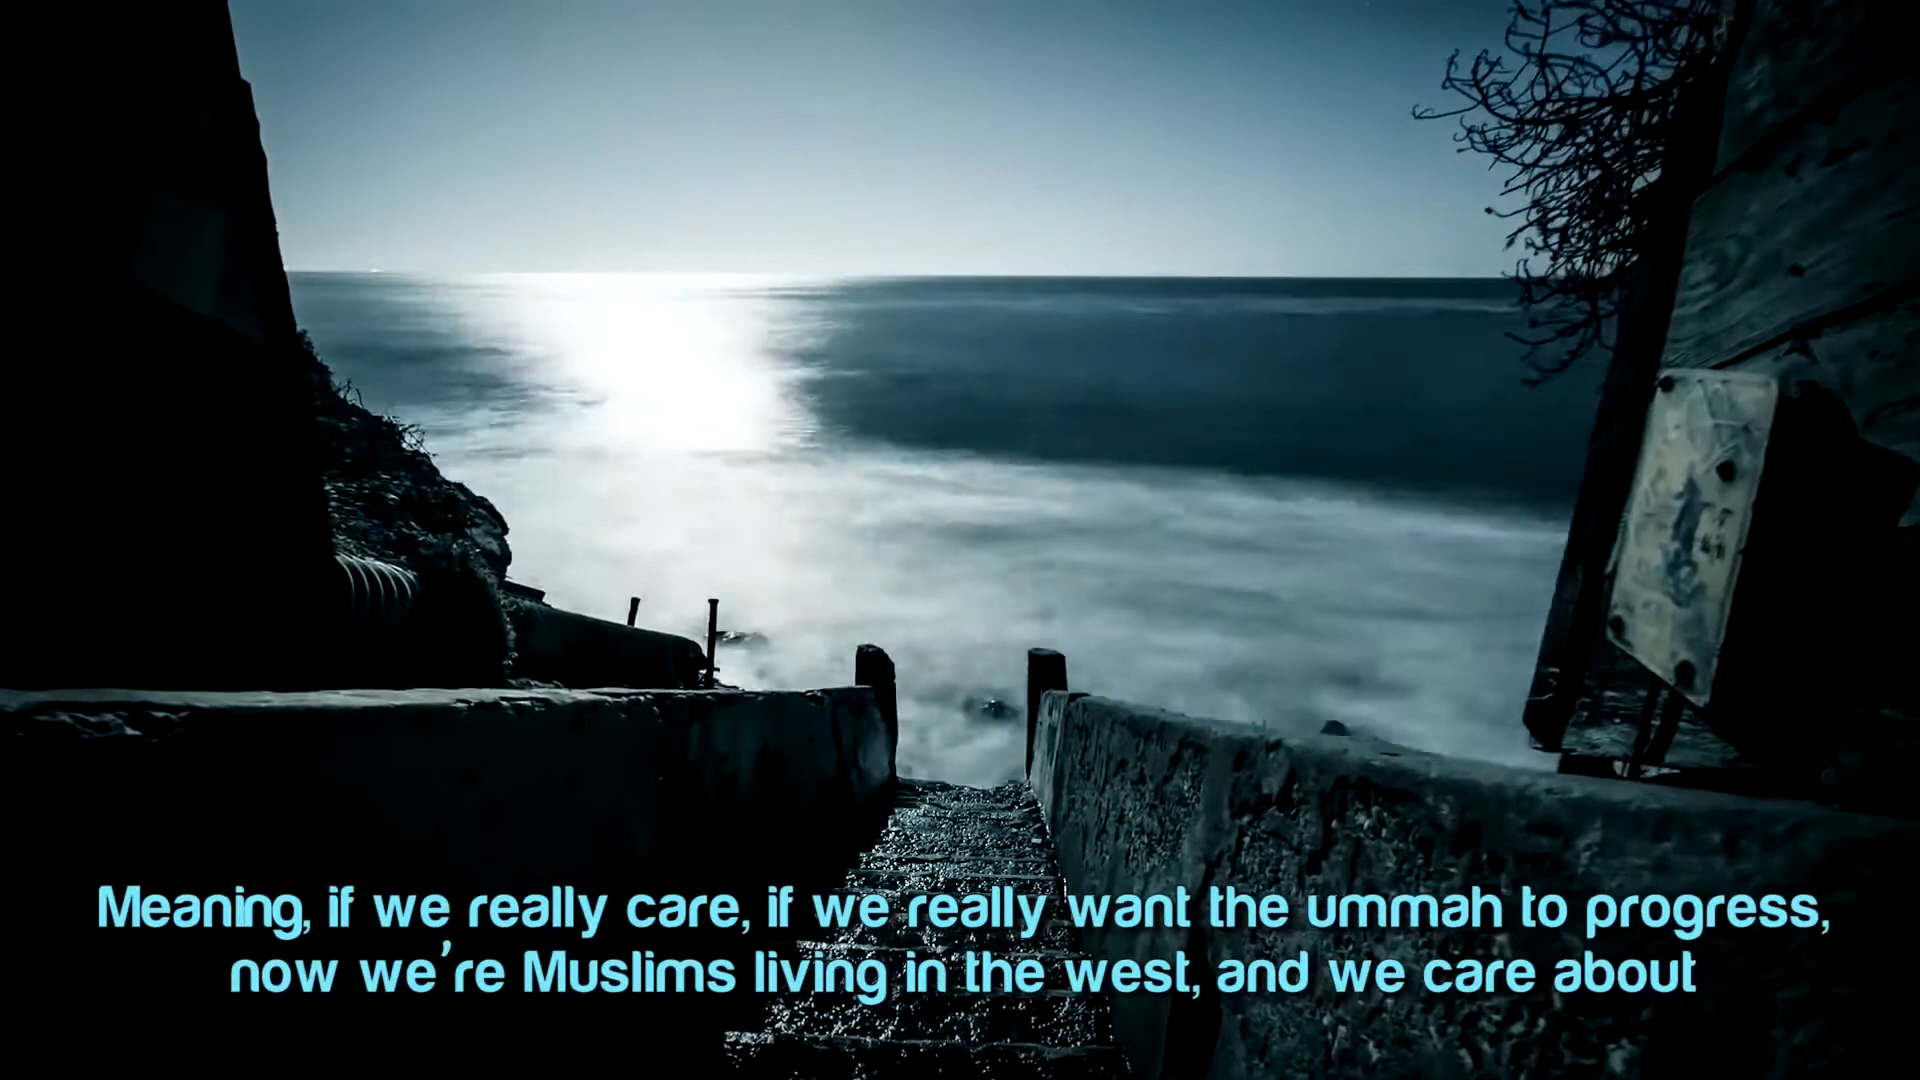 Meaning, if we really care, if we really want the ummah to progress,
now we're Muslims living in the west, and we care about